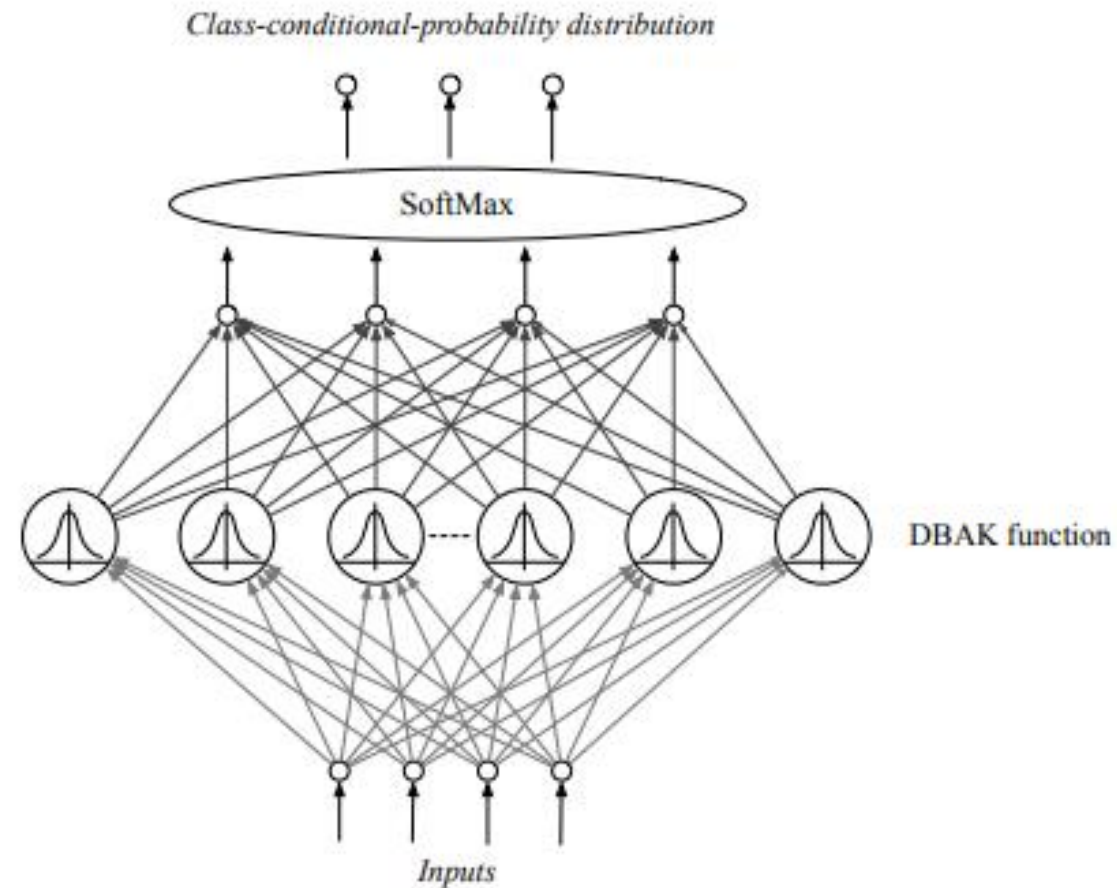 Class-conditional-probability distribution
SoftMax
DBAK function
Inputs